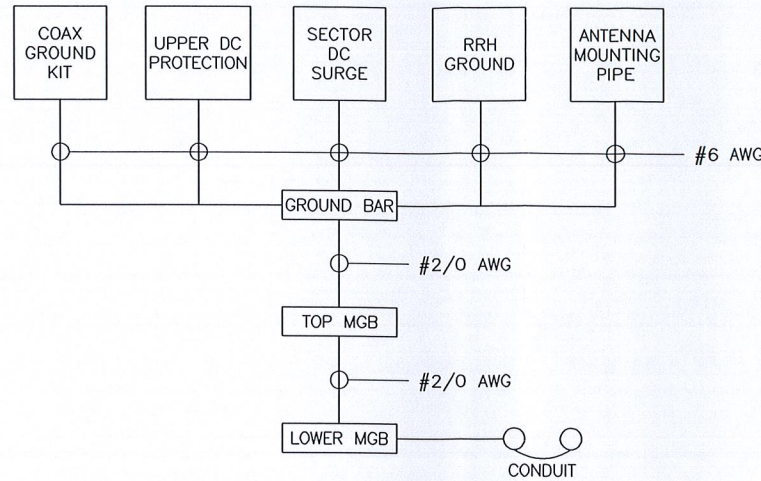 COAX
GROUND
KIT
UPPER DC
PROTECTION
SECTOR
DC
SURGE
RRH
GROUND
ANTENNA
MOUNTING
PIPE
#6 AWG
GROUND BAR
#2/0 AWG
TOP MGB
#2/0 AWG
LOWER MGB
CONDUIT